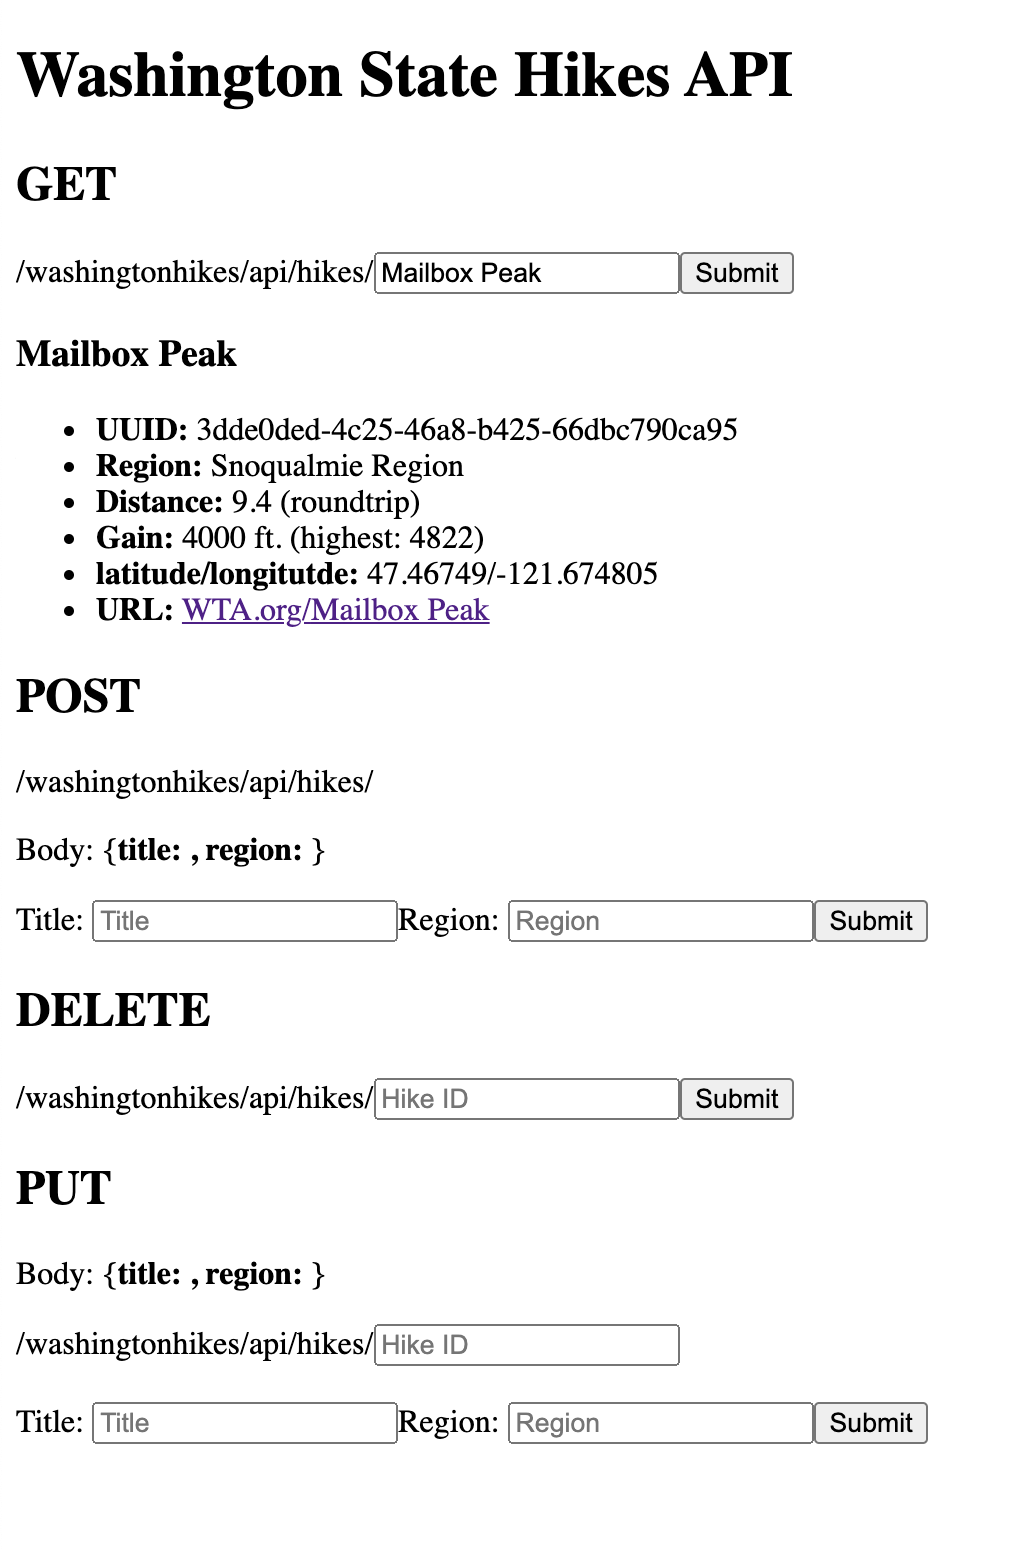 Washington State Hikes API
GET
/washingtonhikes/api/hikes/Mailbox Peak Submit
Mailbox Peak
• UUID: 3dde0ded-4c25-46a8-b425-66dbc790ca95
• Region: Snoqualmie Region
• Distance: 9.4 (roundtrip)
• Gain: 4000 ft. (highest: 4822)
• latitude/longitutde: 47.46749/-121.674805
• URL: WTA.org/Mailbox Peak
POST
/washingtonhikes/api/hikes/
Body: {title: , region: }
Title: Title Region: Region Submit
DELETE
/washingtonhikes/api/hikes/Hike ID Submit
PUT
Body: {title: , region: }
/washingtonhikes/api/hikes/Hike ID
Title: Title Region: Region Submit